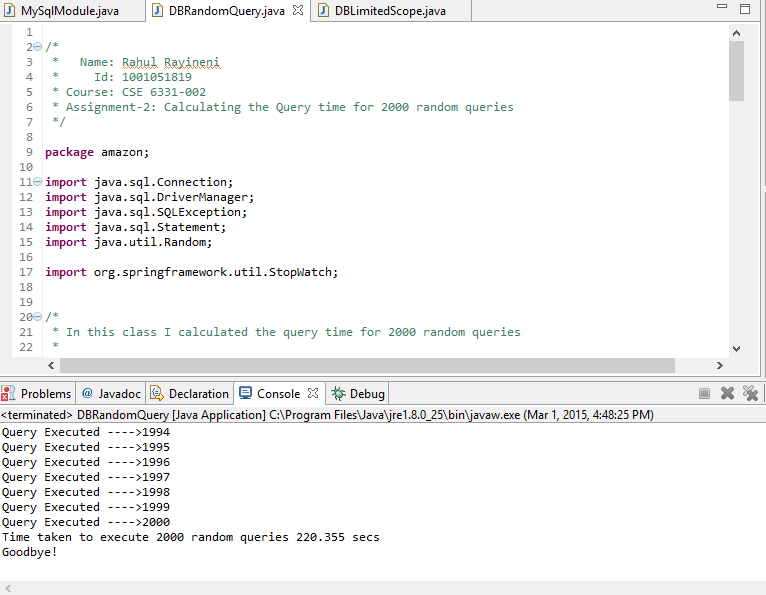 MySqlModule.java DBRandomQuery.java DBLimitedScope.java
1
2 /*
3 * Name: Rahul Rayineni
4 * Id: 1001051819
5 * Course: CSE 6331-002
6 * Assignment-2: Calculating the Query time for 2000 random queries
7 */
8
9 package amazon;
10
11 import java.sql.Connection;
12 import java.sql.DriverManager;
13 import java.sql.SQLException;
14 import java.sql.Statement;
15 import java.util.Random;
16
17 import org.springframework.util.StopWatch;
18
19
20 /*
21 * In this class I calculated the query time for 2000 random queries
22 *
Problems @ Javadoc Declaration Console Debug
<terminated> DBRandomQuery [Java Application] C:\Program Files\Java\jre1.8.0_25\bin\javaw.exe (Mar 1, 2015, 4:48:25 PM)
Query Executed ---->1994
Query Executed ---->1995
Query Executed ---->1996
Query Executed ---->1997
Query Executed ---->1998
Query Executed ---->1999
Query Executed ---->2000
Time taken to execute 2000 random queries 220.355 secs
Goodbye!